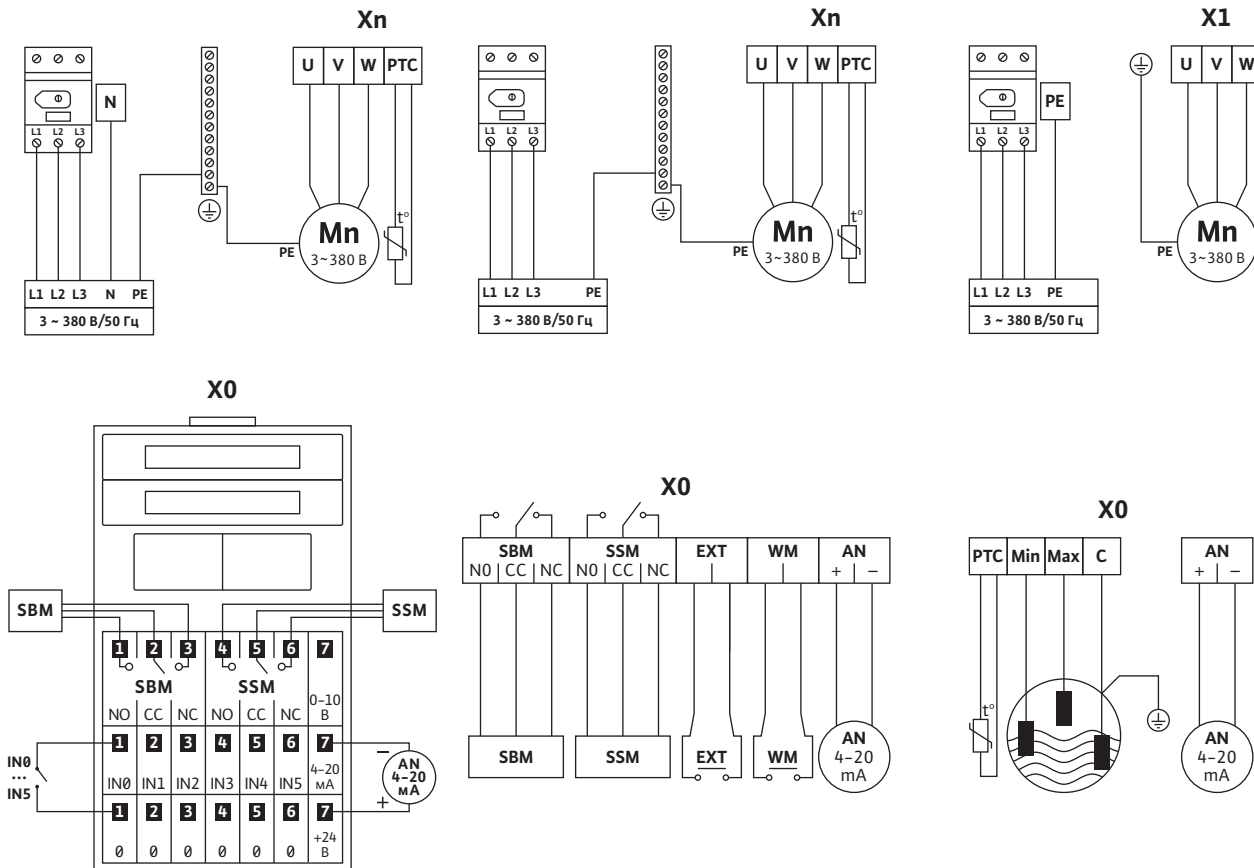 Xn
N
L1 L2 L3
U V W PTC
t°
Mn
3~380 В
PE
L1 L2 L3 N PE
3 ~ 380 В/50 Гц
Xn
L1 L2 L3
U V W PTC
t°
Mn
3~380 В
PE
L1 L2 L3 PE
3 ~ 380 В/50 Гц
X1
PE
L1 L2 L3
U V W
Mn
3~380 В
PE
L1 L2 L3 PE
3 ~ 380 В/50 Гц
X0
SBM
SSM
1 2 3 4 5 6 7
SBM SSM
0–10
В
NO CC NC NO CC NC
1 2 3 4 5 6 7
IN0
...
IN5
IN0 IN1 IN2 IN3 IN4 IN5
4–20
мА
–
AN
4–20
мА
+
1 2 3 4 5 6 7
0 0 0 0 0 0
+24
В
X0
SBM SSM EXT WM AN
N0 CC NC N0 CC NC + –
SBM SSM EXT WM
AN
4–20
mA
X0
PTC Min Max C
AN
+ –
t°
AN
4–20
mA